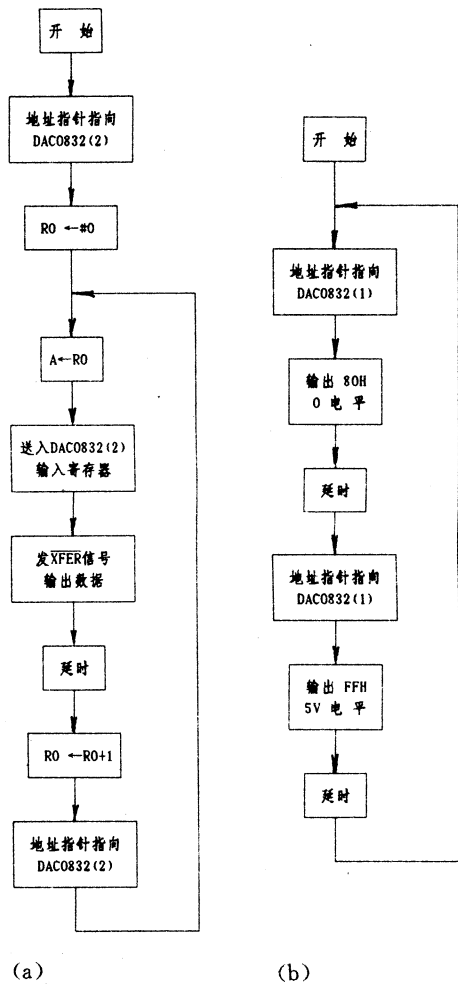 开 始
地址指针指向
DAC0832(2)
R0 ←#0
A←R0
送入DAC0832(2)
输入寄存器
发XFER信号
输出数据
延时
R0 ←R0+1
地址指针指向
DAC0832(2)
(a)
开 始
地址指针指向
DAC0832(1)
输出 80H
0 电 平
延时
地址指针指向
DAC0832(1)
输出 FFH
5V 电 平
延时
(b)